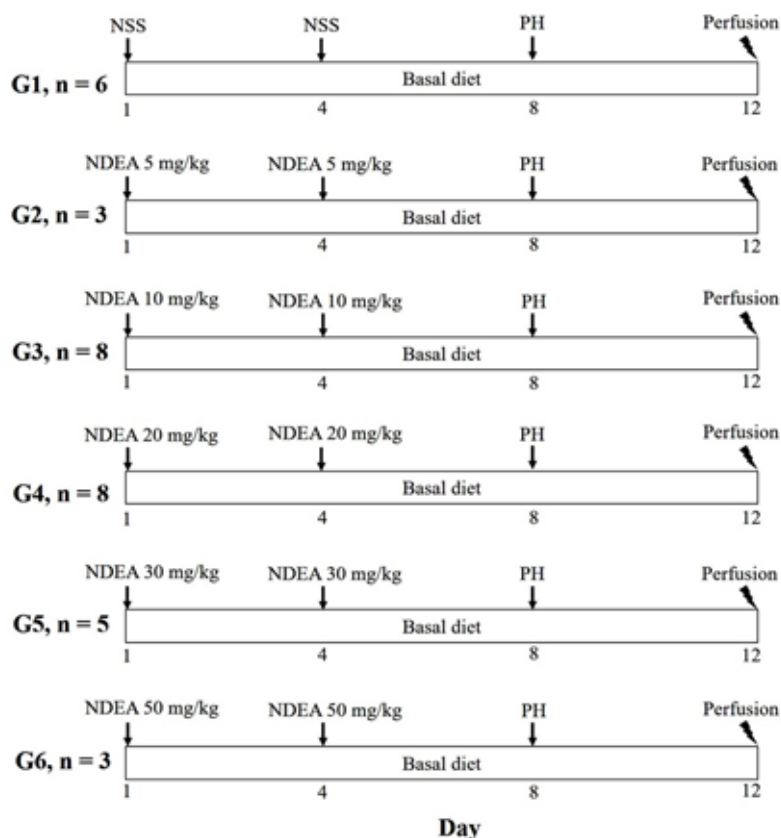 NSS NSS PH Perfusion
G1, n = 6 Basal diet
1 4 8 12
NDEA 5 mg/kg NDEA 5 mg/kg PH Perfusion
G2, n = 3 Basal diet
1 4 8 12
NDEA 10 mg/kg NDEA 10 mg/kg PH Perfusion
G3, n = 8 Basal diet
1 4 8 12
NDEA 20 mg/kg NDEA 20 mg/kg PH Perfusion
G4, n = 8 Basal diet
1 4 8 12
NDEA 30 mg/kg NDEA 30 mg/kg PH Perfusion
G5, n = 5 Basal diet
1 4 8 12
NDEA 50 mg/kg NDEA 50 mg/kg PH Perfusion
G6, n = 3 Basal diet
1 4 8 12
Day